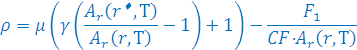 ρ = μ(γ(A_r(r^♦,T)/A_r(r,T) − 1) + 1) − F_1/(CF·A_r(r,T))